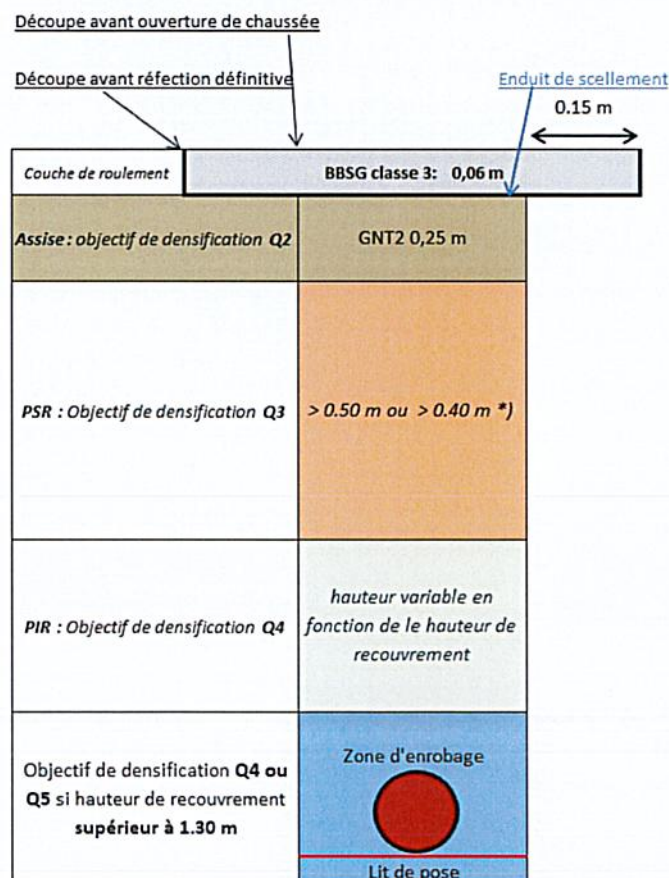 Découpe avant ouverture de chaussée
Découpe avant réfection définitive
Enduit de scellement
0.15 m
Couche de roulement
BBSG classe 3: 0,06 m
Assise : objectif de densification Q2
GNT2 0,25 m
PSR : Objectif de densification Q3
> 0.50 m ou > 0.40 m *)
PIR : Objectif de densification Q4
hauteur variable en
fonction de le hauteur de
recouvrement
Objectif de densification Q4 ou
Q5 si hauteur de recouvrement
supérieur à 1.30 m
Zone d'enrobage
Lit de pose